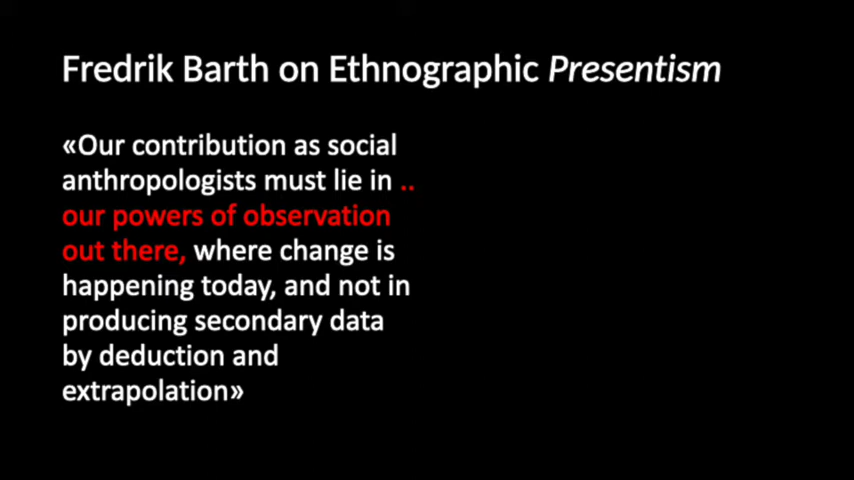 Fredrik Barth on Ethnographic Presentism
«Our contribution as social
anthropologists must lie in ..
our powers of observation
out there, where change is
happening today, and not in
producing secondary data
by deduction and
extrapolation»